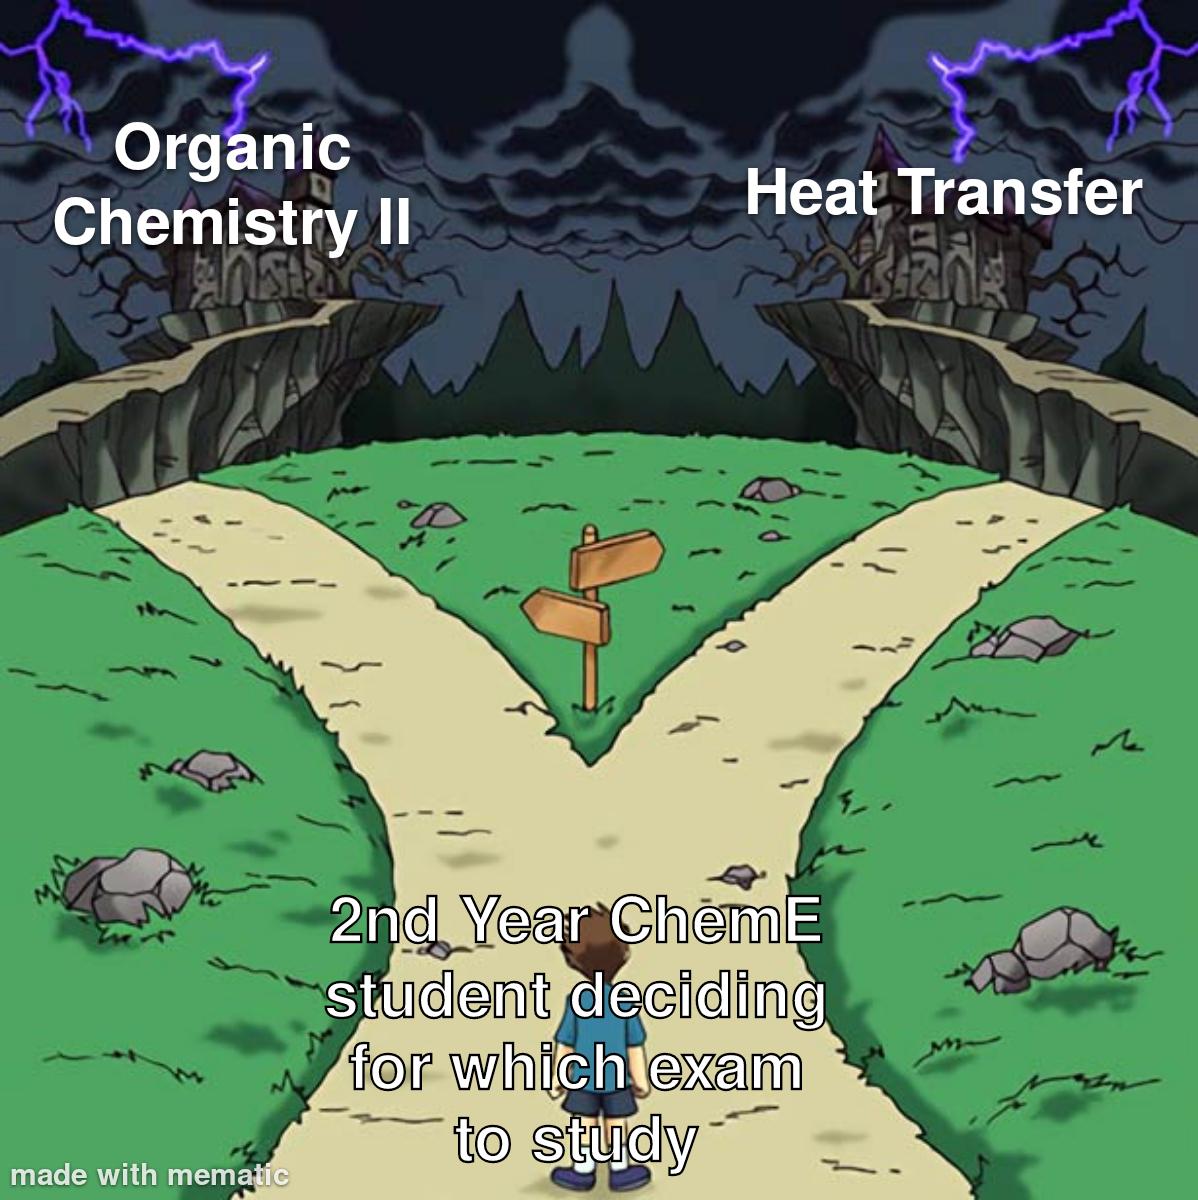 Organic
Chemistry II
Heat Transfer
2nd Year ChemE
student deciding
for which exam
to study
made with mematic